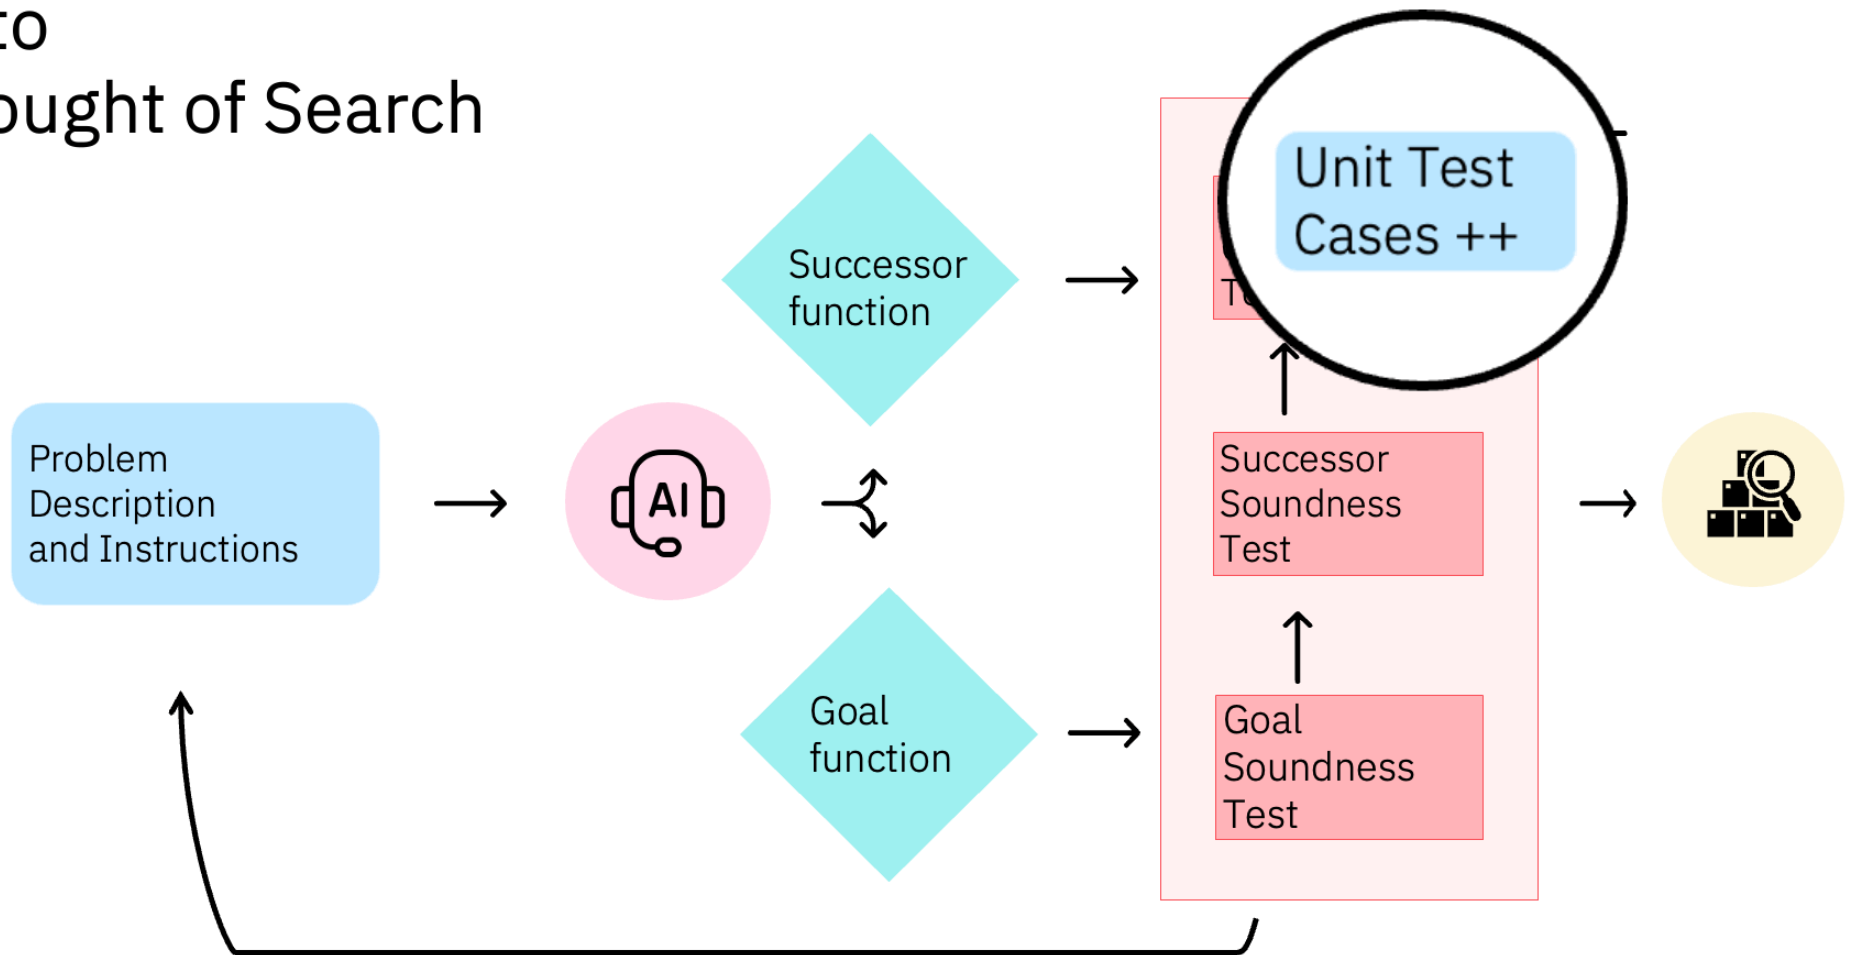 to
ought of Search
Unit Test
Cases ++
Successor
function
Problem
Description
and Instructions
AI
Successor
Soundness
Test
Goal
function
Goal
Soundness
Test